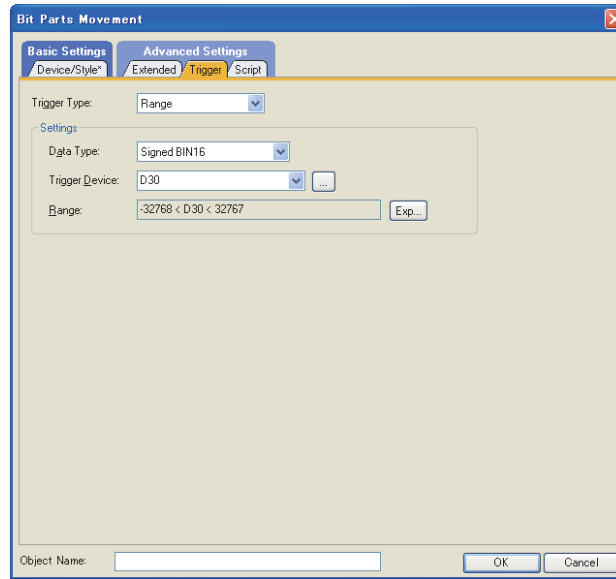 Bit Parts Movement
Basic Settings Advanced Settings
Device/Style* Extended Trigger Script
Trigger Type: Range
Settings
Data Type: Signed BIN16
Trigger Device: D30 ...
Range: -32768 < D30 < 32767 Exp...
Object Name: OK Cancel